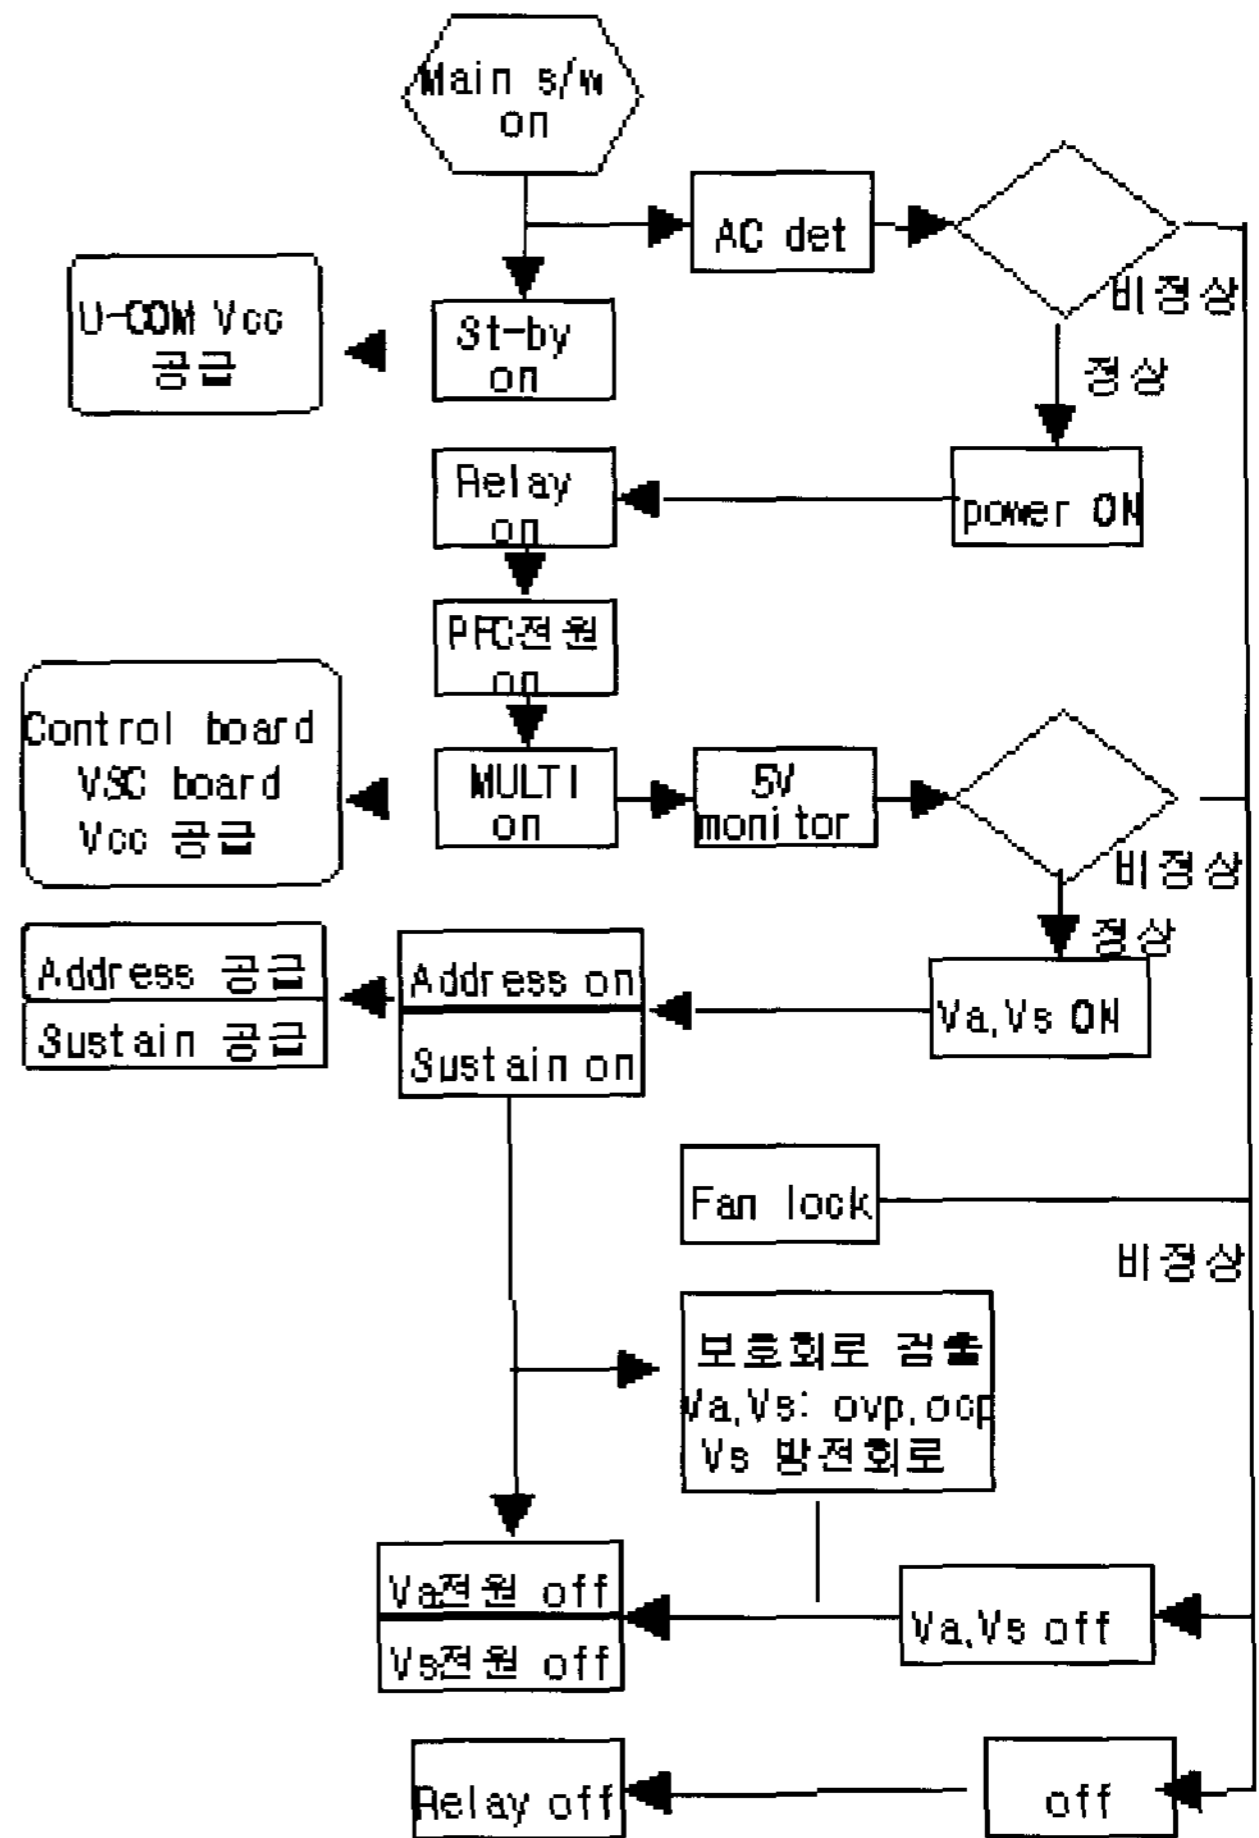 Main s/w
on
AC det
비정상
U-COM Vcc
공급
St-by
on
정상
Relay
on
power ON
PFC전원
on
Control board
VSC board
Vcc 공급
MULTI
on
5V
monitor
비정상
정상
Address 공급
Sustain 공급
Address on
Sustain on
Va,Vs ON
Fan lock
비정상
보호회로 검출
Va,Vs: ovp,ocp
Vs 방전회로
Va전원 off
Vs전원 off
Va,Vs off
Relay off
off